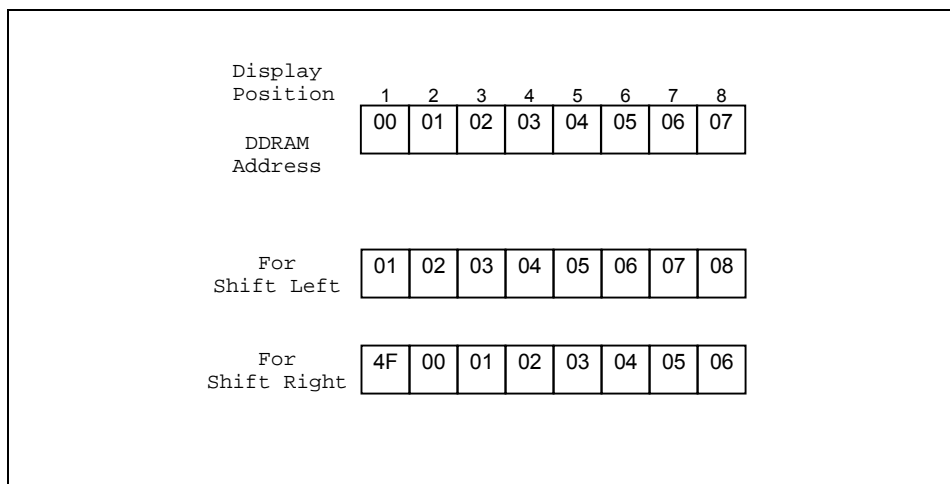 Display
Position
1 2 3 4 5 6 7 8
00 01 02 03 04 05 06 07
DDRAM
Address
For
Shift Left
01 02 03 04 05 06 07 08
For
Shift Right
4F 00 01 02 03 04 05 06